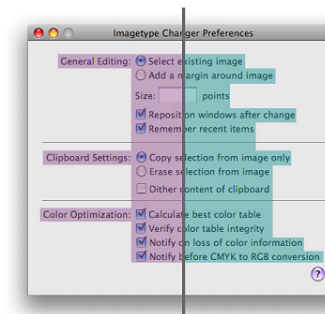 Imagetype Changer Preferences
General Editing: Select existing image
Add a margin around image
Size: points
Reposition windows after change
Remember recent items
Clipboard Settings: Copy selection from image only
Erase selection from image
Dither content of clipboard
Color Optimization: Calculate best color table
Verify color table integrity
Notify on loss of color information
Notify before CMYK to RGB conversion
?